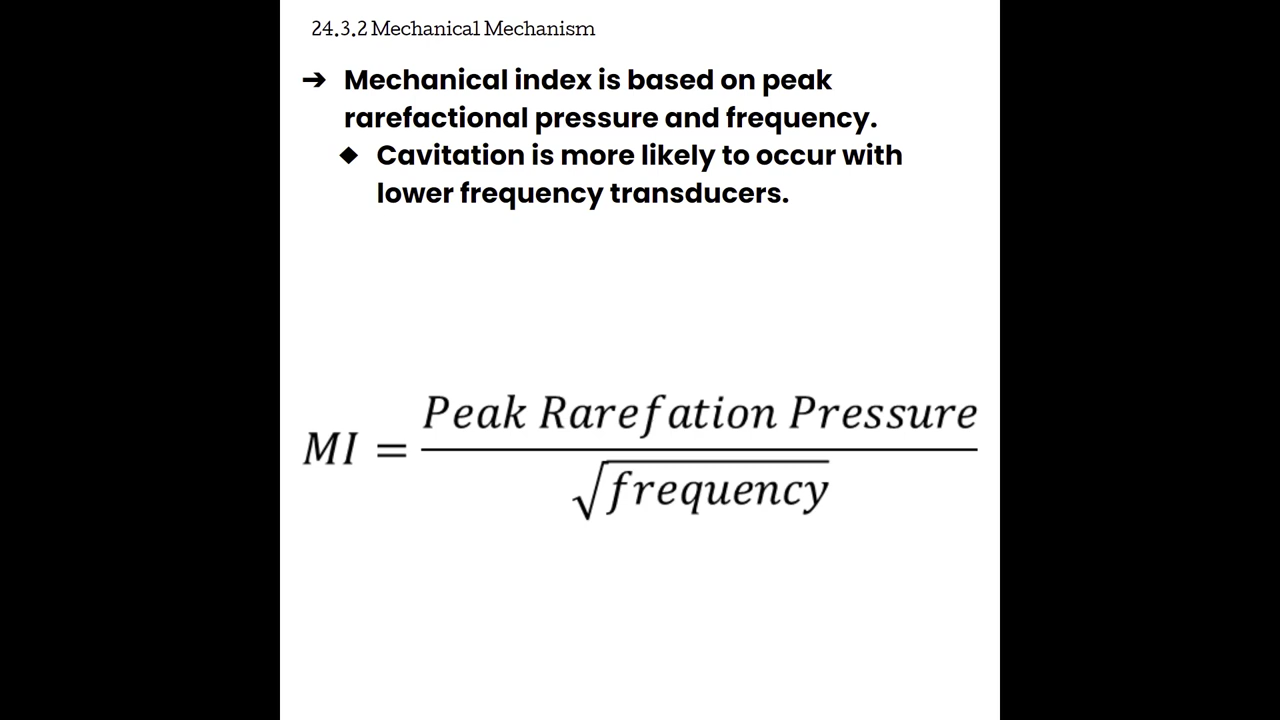 24.3.2 Mechanical Mechanism
➔ Mechanical index is based on peak
rarefactional pressure and frequency.
◆ Cavitation is more likely to occur with
lower frequency transducers.
MI = Peak Rarefation Pressure
√frequency